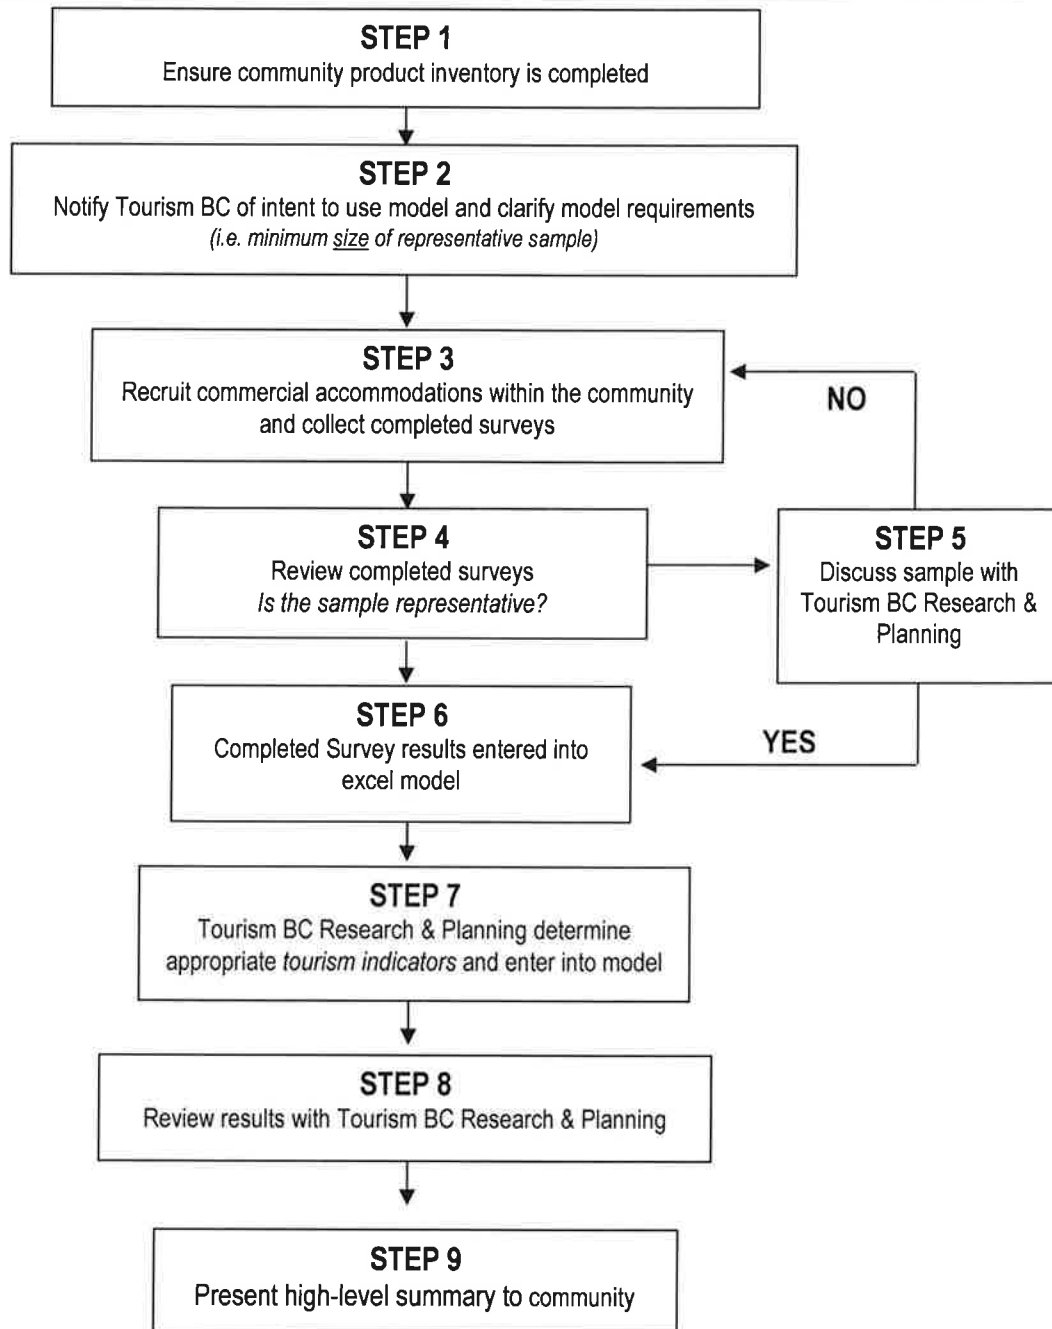 STEP 1
Ensure community product inventory is completed
STEP 2
Notify Tourism BC of intent to use model and clarify model requirements
(i.e. minimum size of representative sample)
STEP 3
Recruit commercial accommodations within the community
and collect completed surveys
NO
STEP 4
Review completed surveys
Is the sample representative?
STEP 5
Discuss sample with
Tourism BC Research &
Planning
STEP 6
Completed Survey results entered into
excel model
YES
STEP 7
Tourism BC Research & Planning determine
appropriate tourism indicators and enter into model
STEP 8
Review results with Tourism BC Research & Planning
STEP 9
Present high-level summary to community